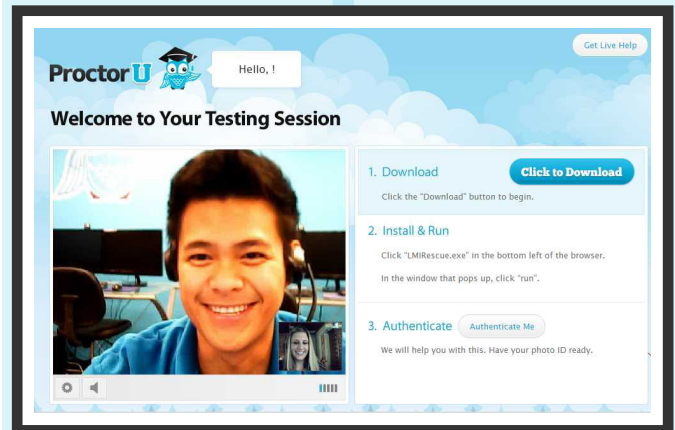 Get Live Help
ProctorU
Hello, !
Welcome to Your Testing Session
1. Download
Click to Download
Click the "Download" button to begin.
2. Install & Run
Click "LMIRescue.exe" in the bottom left of the browser.
In the window that pops up, click "run".
3. Authenticate
Authenticate Me
We will help you with this. Have your photo ID ready.